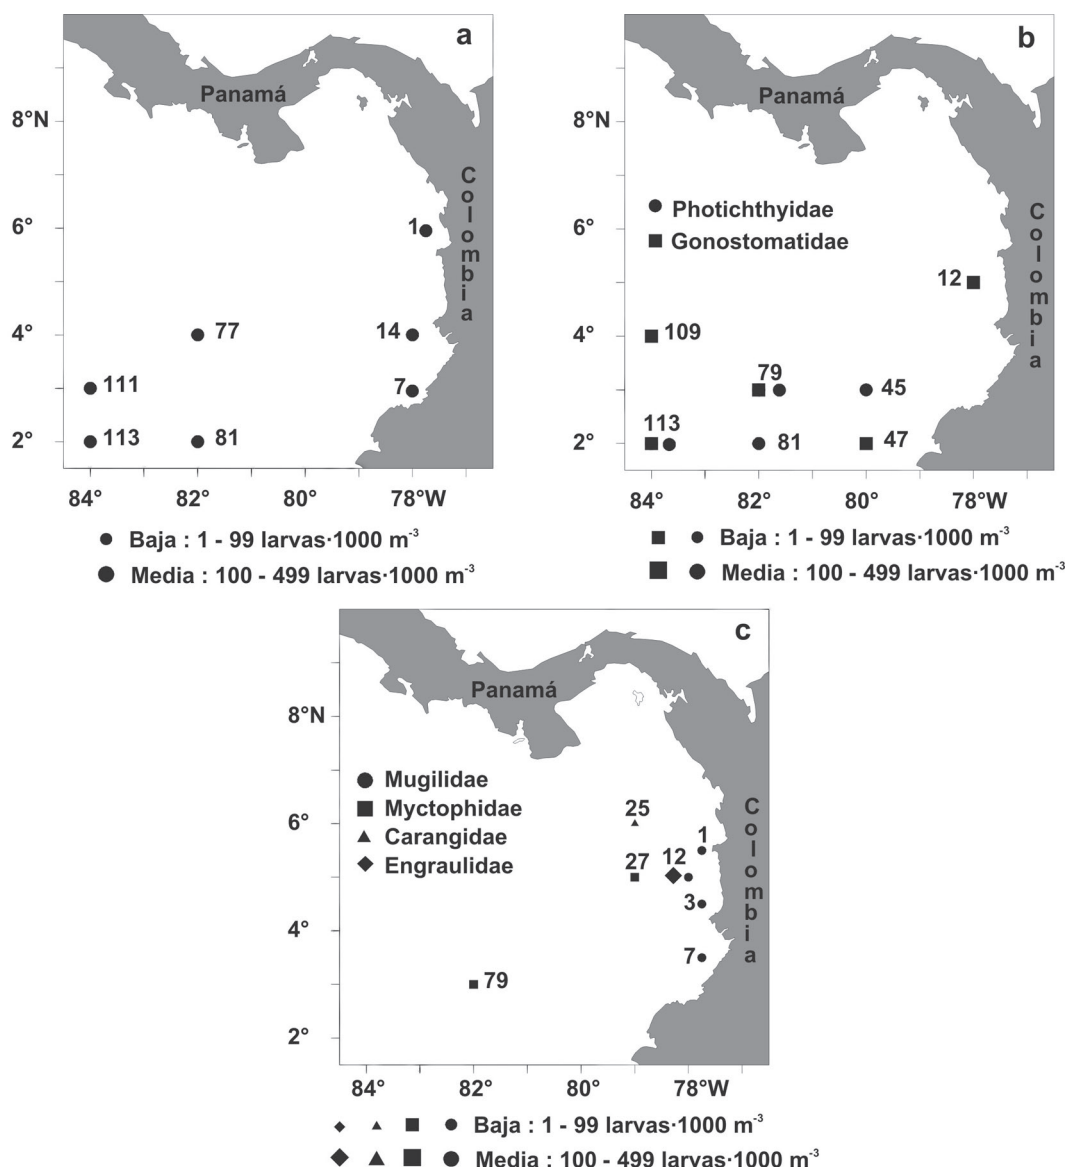 a
Panamá
8°N
6°
4°
2°
Colombia
1
77
14
111
7
113
81
84° 82° 80° 78°W
Baja : 1 - 99 larvas·1000 m-3
Media : 100 - 499 larvas·1000 m-3
b
Panamá
8°N
6°
4°
2°
Colombia
Photichthyidae
Gonostomatidae
12
109
79
45
113
81
47
84° 82° 80° 78°W
Baja : 1 - 99 larvas·1000 m-3
Media : 100 - 499 larvas·1000 m-3
c
Panamá
8°N
6°
4°
2°
Colombia
Mugilidae
Myctophidae
Carangidae
Engraulidae
25
1
27
12
3
7
79
84° 82° 80° 78°W
Baja : 1 - 99 larvas·1000 m-3
Media : 100 - 499 larvas·1000 m-3